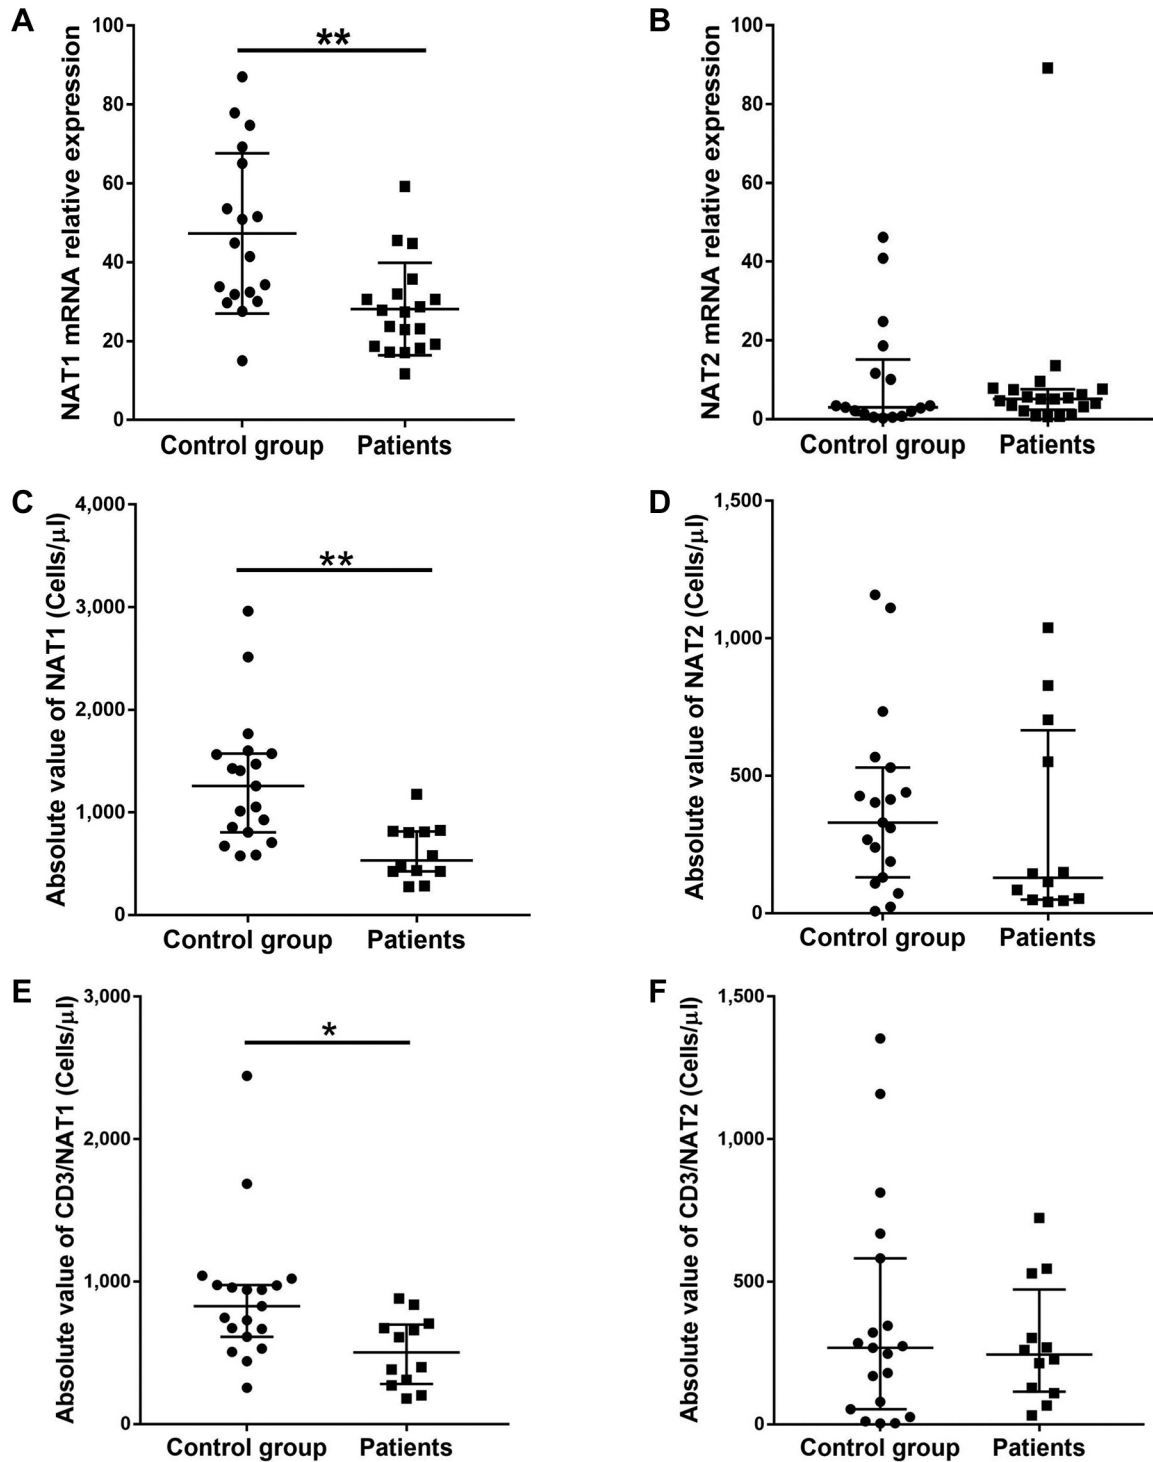 A
NAT1 mRNA relative expression
100
80
60
40
20
0
**
Control group
Patients
B
NAT2 mRNA relative expression
100
80
60
40
20
0
Control group
Patients
C
Absolute value of NAT1 (Cells/µl)
4,000
3,000
2,000
1,000
0
**
Control group
Patients
D
Absolute value of NAT2 (Cells/µl)
1,500
1,000
500
0
Control group
Patients
E
Absolute value of CD3/NAT1 (Cells/µl)
3,000
2,000
1,000
0
*
Control group
Patients
F
Absolute value of CD3/NAT2 (Cells/µl)
1,500
1,000
500
0
Control group
Patients